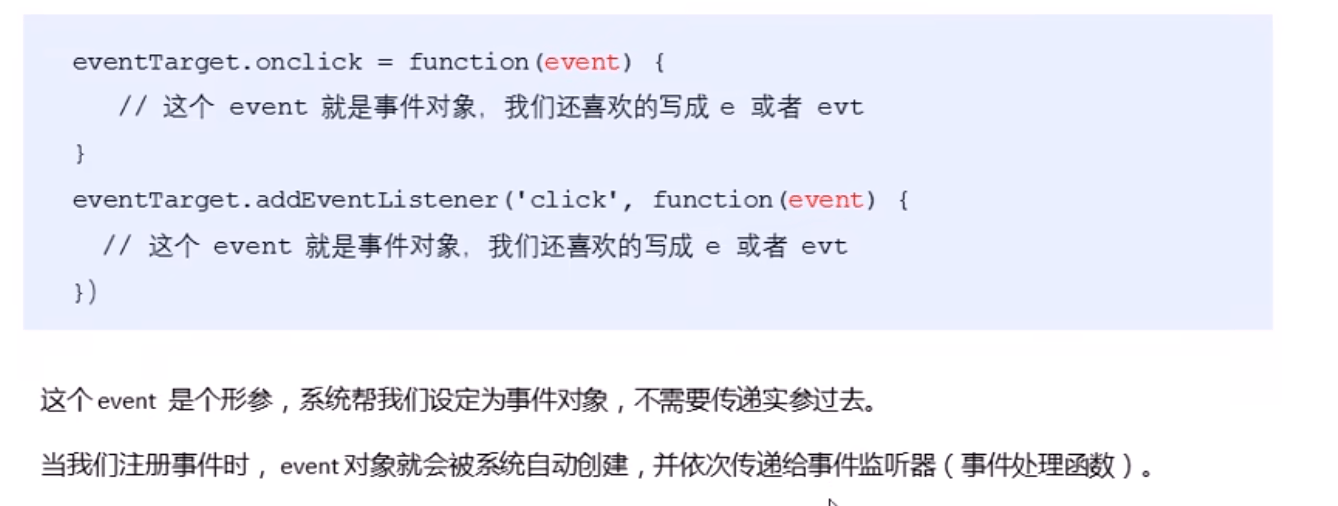 eventTarget.onclick = function(event) {
// 这个 event 就是事件对象，我们还喜欢的写成 e 或者 evt
}
eventTarget.addEventListener('click', function(event) {
// 这个 event 就是事件对象，我们还喜欢的写成 e 或者 evt
})
这个 event 是个形参，系统帮我们设定为事件对象，不需要传递实参过去。
当我们注册事件时，event 对象就会被系统自动创建，并依次传递给事件监听器（事件处理函数）。